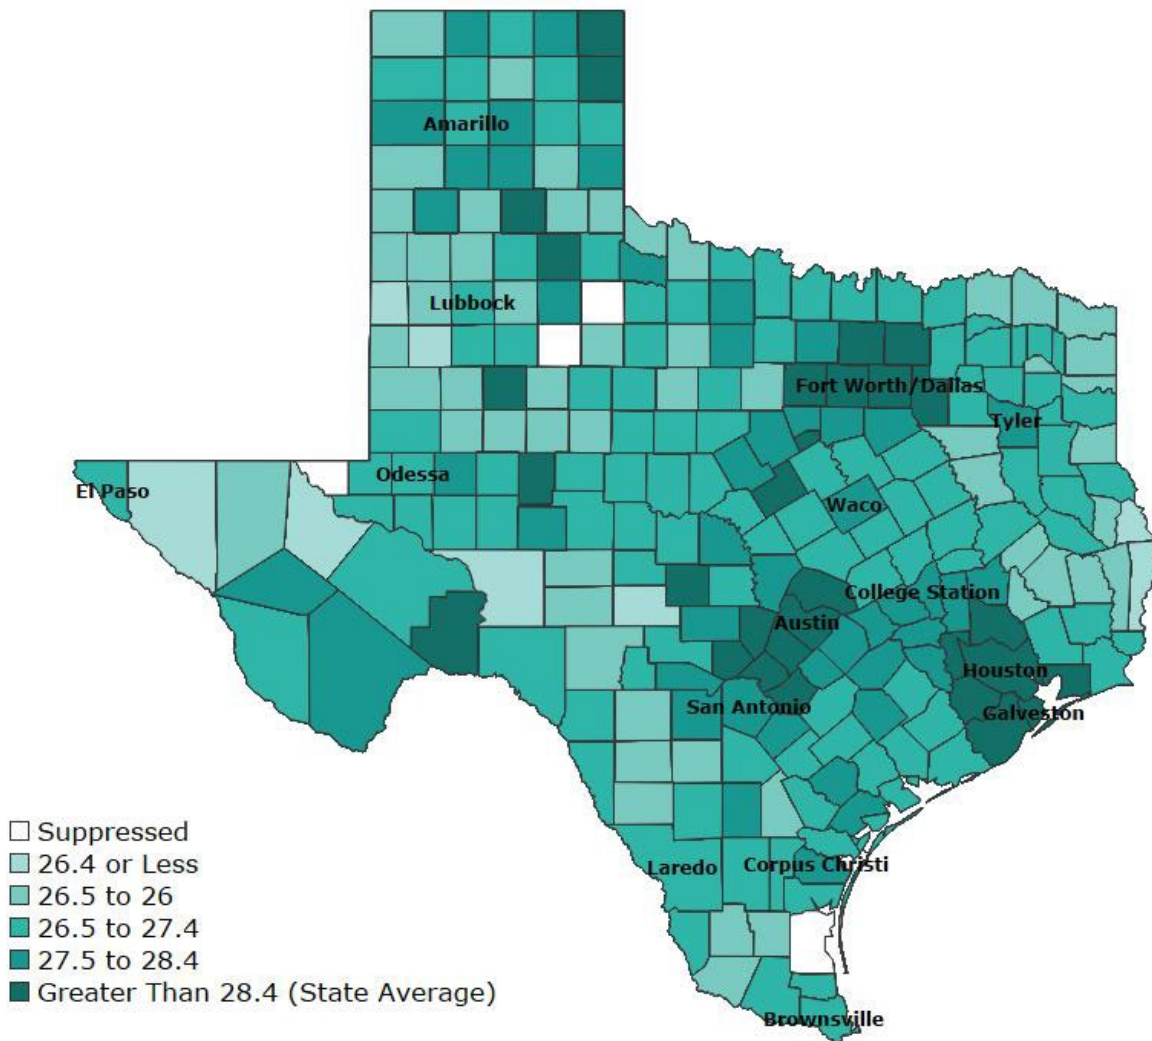 Amarillo
Lubbock
Fort Worth/Dallas
Tyler
Odessa
El Paso
Waco
College Station
Austin
Houston
San Antonio
Galveston
Suppressed
26.4 or Less
Laredo
Corpus Christi
26.5 to 26
26.5 to 27.4
27.5 to 28.4
Greater Than 28.4 (State Average)
Brownsville